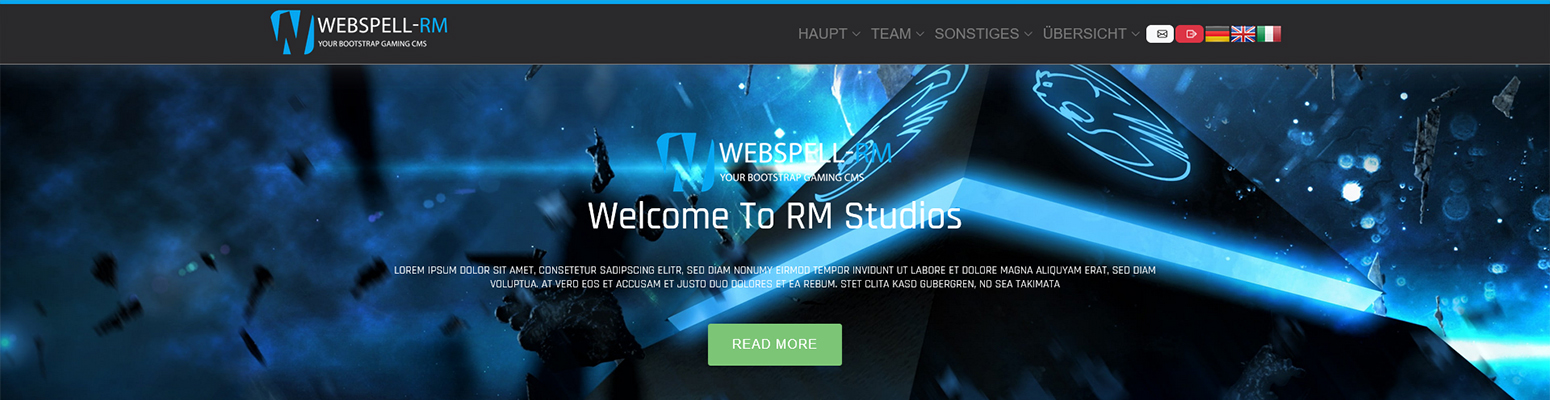 WEBSPELL-RM
YOUR BOOTSTRAP GAMING CMS
HAUPT TEAM SONSTIGES ÜBERSICHT
WEBSPELL-RM
YOUR BOOTSTRAP GAMING CMS
Welcome To RM Studios
LOREM IPSUM DOLOR SIT AMET, CONSETETUR SADIPSCING ELITR, SED DIAM NONUMY EIRMOD TEMPOR INVIDUNT UT LABORE ET DOLORE MAGNA ALIQUYAM ERAT, SED DIAM
VOLUPTUA. AT VERO EOS ET ACCUSAM ET JUSTO DUO DOLORES ET EA REBUM. STET CLITA KASD GUBERGREN, NO SEA TAKIMATA
READ MORE